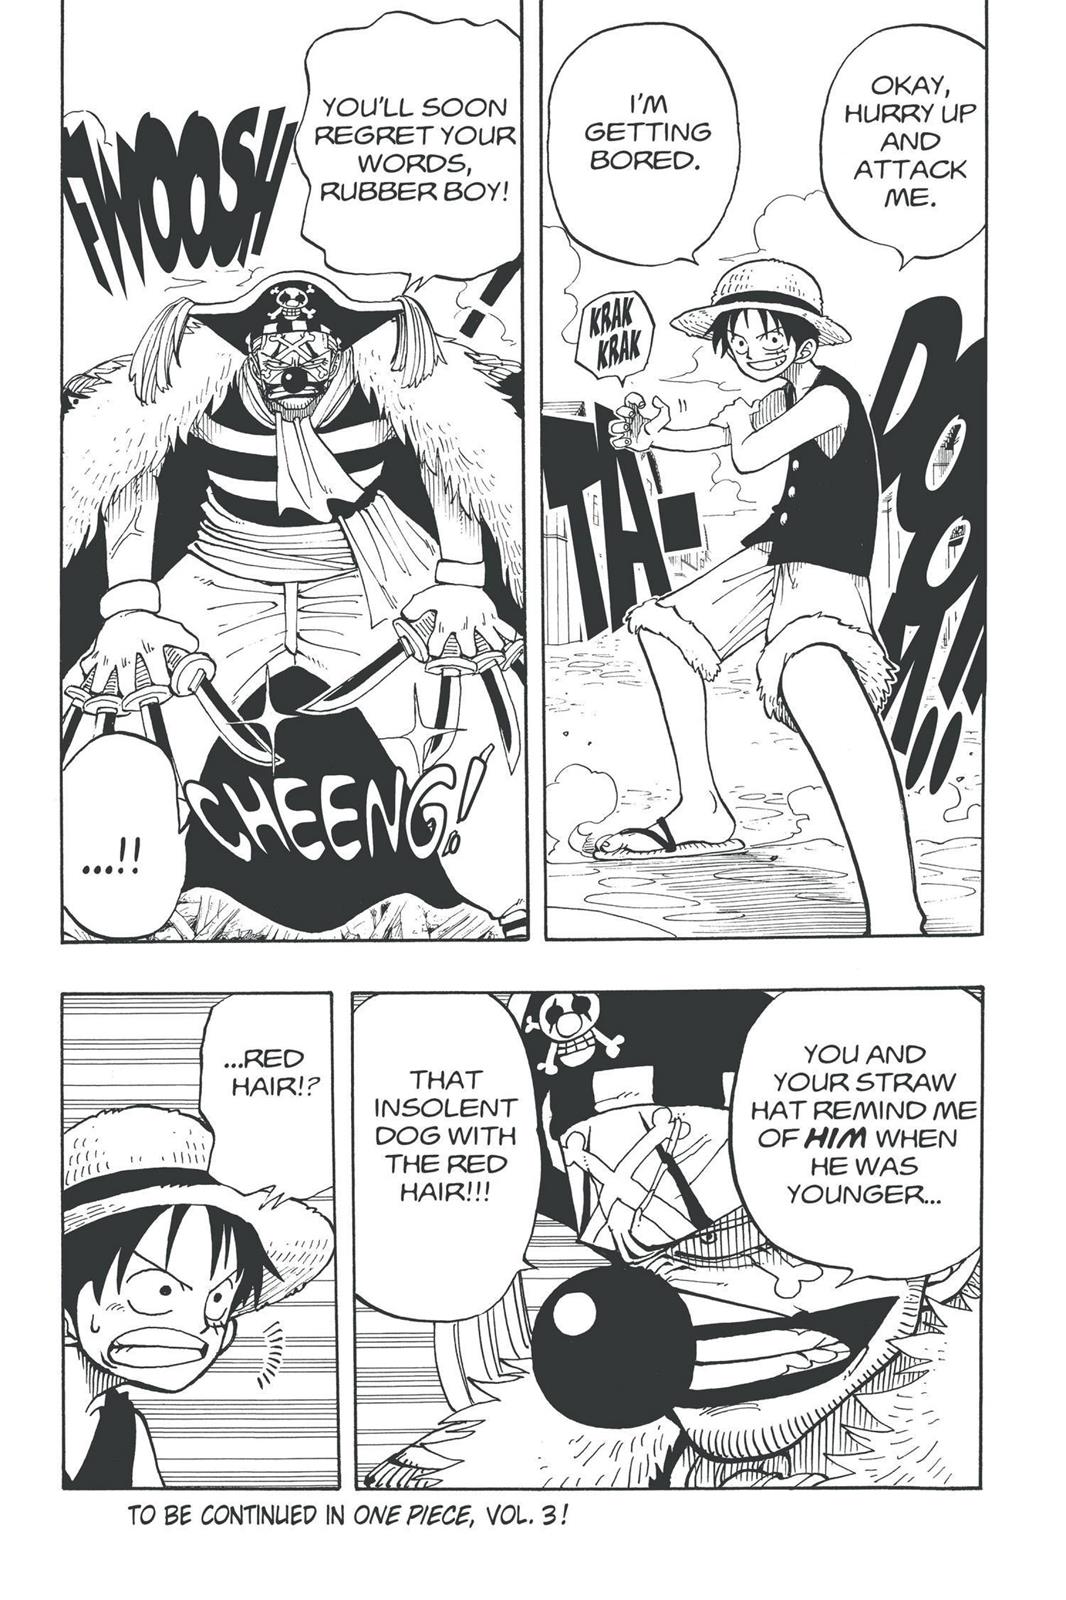 OKAY,
HURRY UP
AND
ATTACK
ME.
I'M
GETTING
BORED.
KRAK
KRAK
TA-
DOOM!!
YOU'LL SOON
REGRET YOUR
WORDS,
RUBBER BOY!
FWOOSH
!
CHEENG!
...!!
YOU AND
YOUR STRAW
HAT REMIND ME
OF HIM WHEN
HE WAS
YOUNGER...
THAT
INSOLENT
DOG WITH
THE RED
HAIR!!!
...RED
HAIR!?
TO BE CONTINUED IN ONE PIECE, VOL. 3!